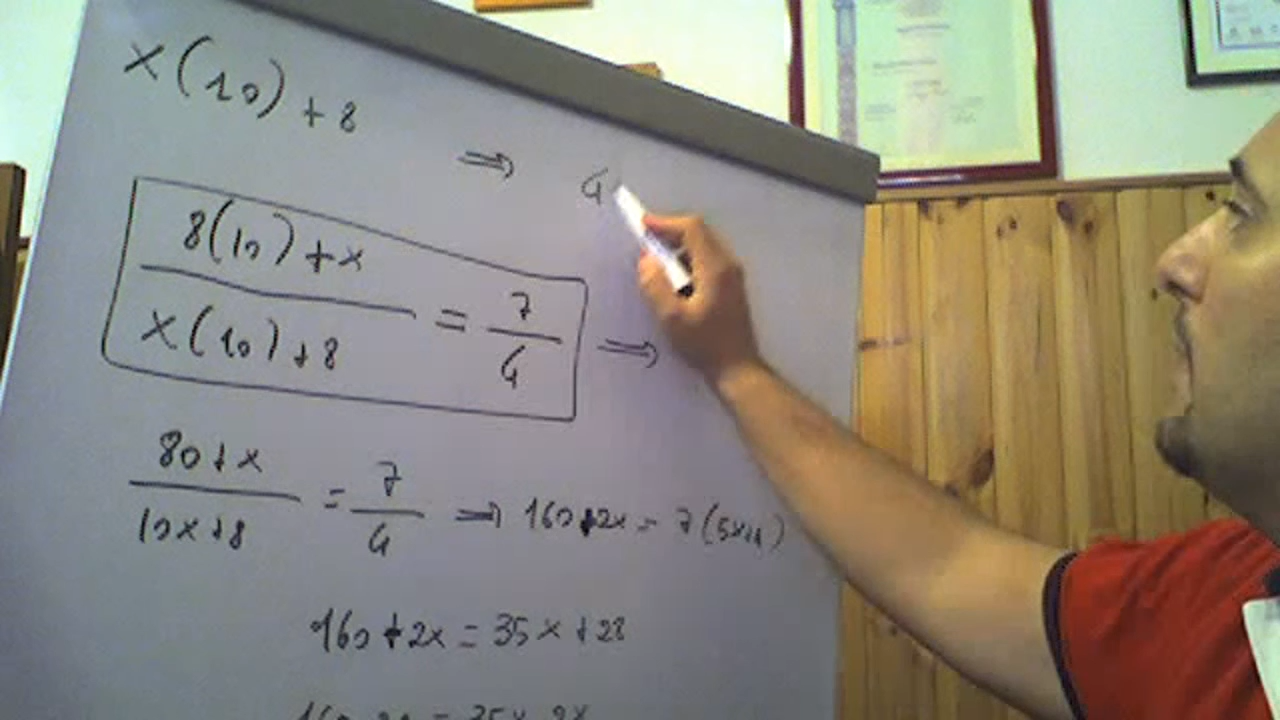 x(10)+8
⇒ 4
8(10)+x / x(10)+8 = 7/4 ⇒
80+x / 10x+8 = 7/4 ⇒ 160+2x = 7(5x+4)
160+2x = 35x+28